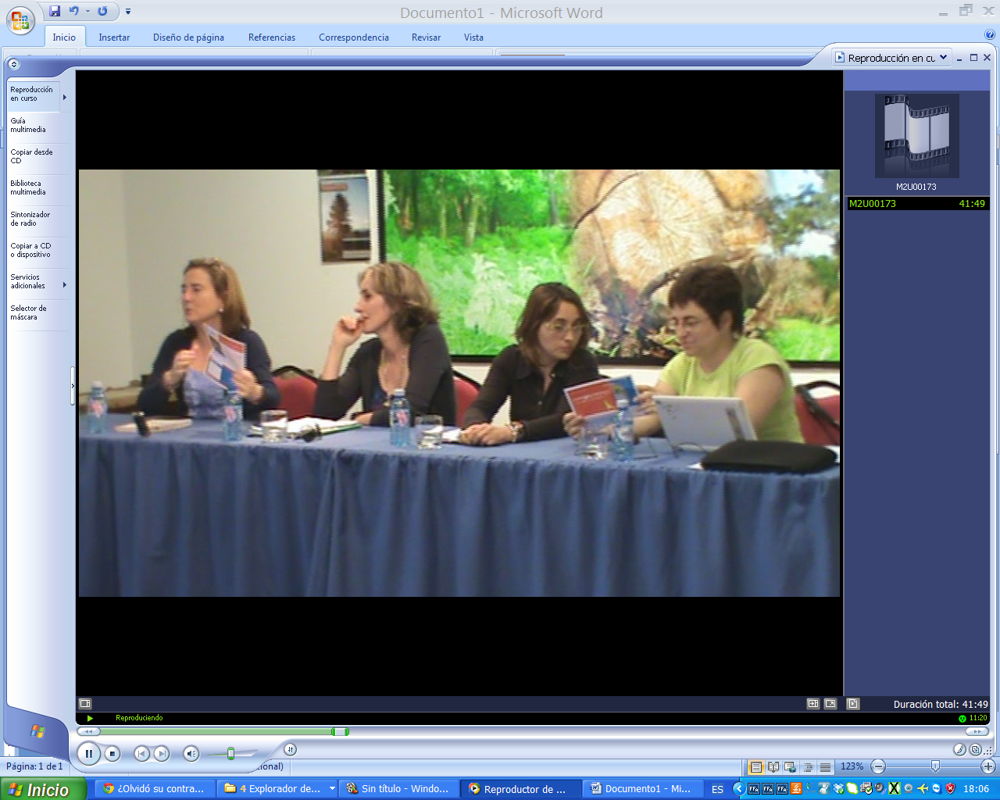 Documento1 - Microsoft Word
Inicio
Insertar
Diseño de página
Referencias
Correspondencia
Revisar
Vista
Reproducción en cu
Reproducción
en curso
Guía
multimedia
Copiar desde
CD
Biblioteca
multimedia
Sintonizador
de radio
Copiar a CD
o dispositivo
Servicios
adicionales
Selector de
máscara
M2U00173
M2U00173 41:49
Duración total: 41:49
Reproduciendo
11:20
Página: 1 de 1
cional)
123%
Inicio
¿Olvidó su contra...
4 Explorador de...
Sin título - Windo...
Reproductor de ...
Documento1 - Mi...
ES
18:06